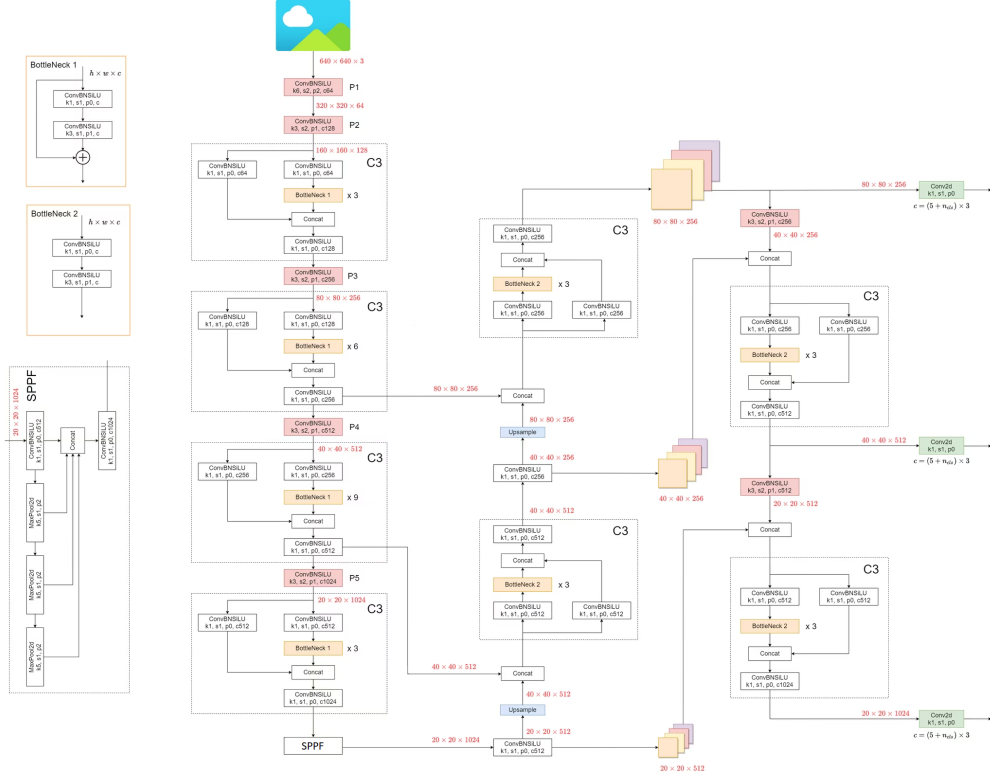 BottleNeck 1
h × w × c
ConvBNSiLU
k1, s1, p0, c
ConvBNSiLU
k3, s1, p1, c
BottleNeck 2
h × w × c
ConvBNSiLU
k1, s1, p0, c
ConvBNSiLU
k3, s1, p1, c
SPPF
20 × 20 × 1024
ConvBNSiLU
k1, s1, p0, c512
Concat
ConvBNSiLU
k1, s1, p0, c1024
MaxPool2d
k5, s1, p2
MaxPool2d
k5, s1, p2
MaxPool2d
k5, s1, p2
640 × 640 × 3
ConvBNSiLU
k6, s2, p2, c64
P1
320 × 320 × 64
ConvBNSiLU
k3, s2, p1, c128
P2
160 × 160 × 128
C3
ConvBNSiLU
k1, s1, p0, c64
ConvBNSiLU
k1, s1, p0, c64
BottleNeck 1
x 3
Concat
ConvBNSiLU
k1, s1, p0, c128
ConvBNSiLU
k3, s2, p1, c256
P3
80 × 80 × 256
C3
ConvBNSiLU
k1, s1, p0, c128
ConvBNSiLU
k1, s1, p0, c128
BottleNeck 1
x 6
Concat
ConvBNSiLU
k1, s1, p0, c256
ConvBNSiLU
k3, s2, p1, c512
P4
40 × 40 × 512
C3
ConvBNSiLU
k1, s1, p0, c256
ConvBNSiLU
k1, s1, p0, c256
BottleNeck 1
x 9
Concat
ConvBNSiLU
k1, s1, p0, c512
ConvBNSiLU
k3, s2, p1, c1024
P5
20 × 20 × 1024
C3
ConvBNSiLU
k1, s1, p0, c512
ConvBNSiLU
k1, s1, p0, c512
BottleNeck 1
x 3
Concat
ConvBNSiLU
k1, s1, p0, c1024
SPPF
20 × 20 × 1024
C3
ConvBNSiLU
k1, s1, p0, c256
Concat
BottleNeck 2
x 3
ConvBNSiLU
k1, s1, p0, c256
ConvBNSiLU
k1, s1, p0, c256
80 × 80 × 256
Concat
80 × 80 × 256
Upsample
40 × 40 × 256
ConvBNSiLU
k1, s1, p0, c256
40 × 40 × 512
C3
ConvBNSiLU
k1, s1, p0, c512
Concat
BottleNeck 2
x 3
ConvBNSiLU
k1, s1, p0, c512
ConvBNSiLU
k1, s1, p0, c512
40 × 40 × 512
Concat
40 × 40 × 512
Upsample
20 × 20 × 512
ConvBNSiLU
k1, s1, p0, c512
80 × 80 × 256
40 × 40 × 256
20 × 20 × 512
80 × 80 × 256
Conv2d
k1, s1, p0
c = (5 + ncls) × 3
ConvBNSiLU
k3, s2, p1, c256
40 × 40 × 256
Concat
C3
ConvBNSiLU
k1, s1, p0, c256
ConvBNSiLU
k1, s1, p0, c256
BottleNeck 2
x 3
Concat
ConvBNSiLU
k1, s1, p0, c512
40 × 40 × 512
Conv2d
k1, s1, p0
c = (5 + ncls) × 3
ConvBNSiLU
k3, s2, p1, c512
20 × 20 × 512
Concat
C3
ConvBNSiLU
k1, s1, p0, c512
ConvBNSiLU
k1, s1, p0, c512
BottleNeck 2
x 3
Concat
ConvBNSiLU
k1, s1, p0, c1024
20 × 20 × 1024
Conv2d
k1, s1, p0
c = (5 + ncls) × 3